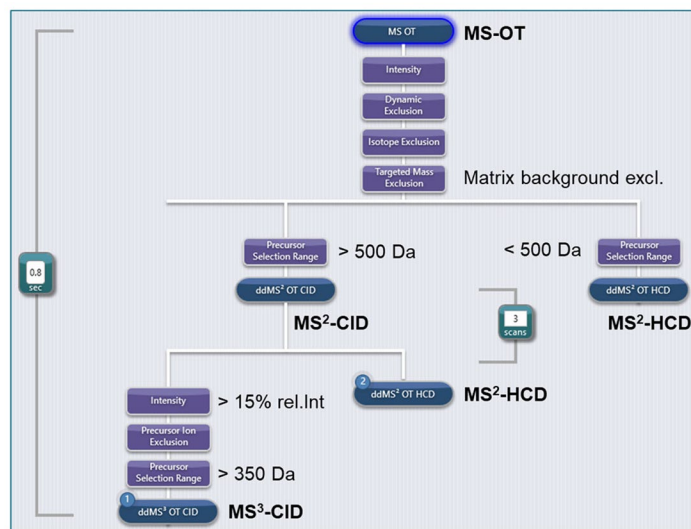 MS OT
MS-OT
Intensity
Dynamic
Exclusion
Isotope Exclusion
Targeted Mass
Exclusion
Matrix background excl.
Precursor
Selection Range
> 500 Da
< 500 Da
Precursor
Selection Range
0.8
sec
ddMS² OT CID
ddMS² OT HCD
MS²-CID
3
scans
MS²-HCD
2
ddMS² OT HCD
MS²-HCD
Intensity
> 15% rel.Int
Precursor Ion
Exclusion
Precursor
Selection Range
> 350 Da
1
ddMS³ OT CID
MS³-CID